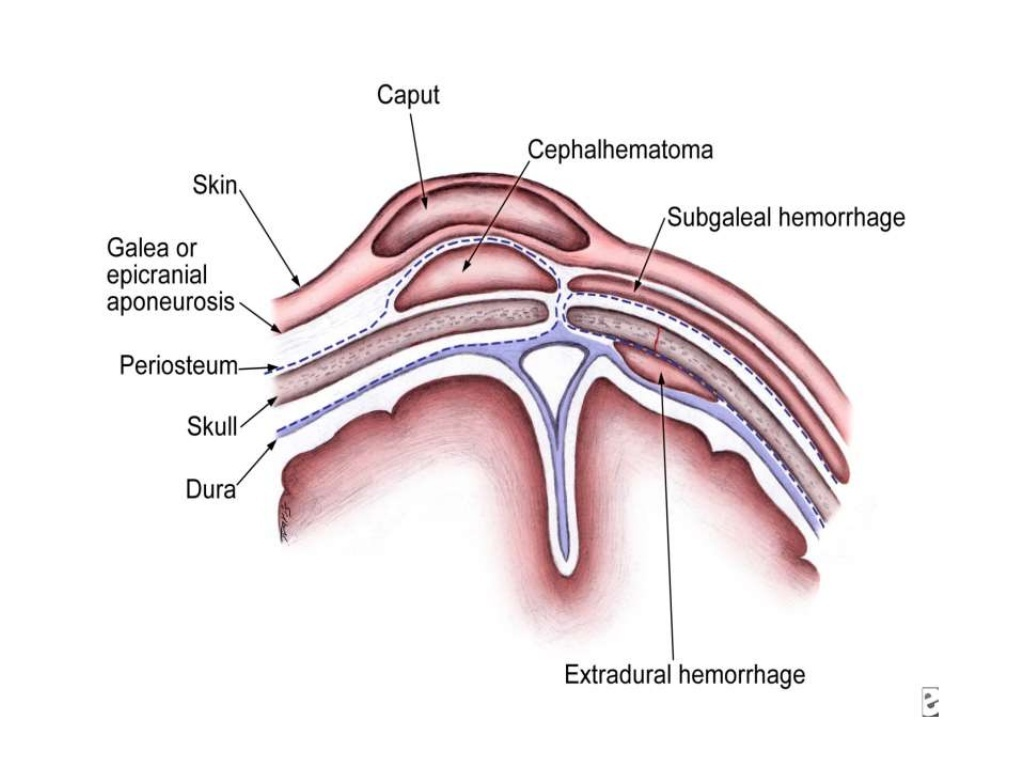 Caput
Cephalhematoma
Skin
Subgaleal hemorrhage
Galea or
epicranial
aponeurosis
Periosteum
Skull
Dura
Extradural hemorrhage
e